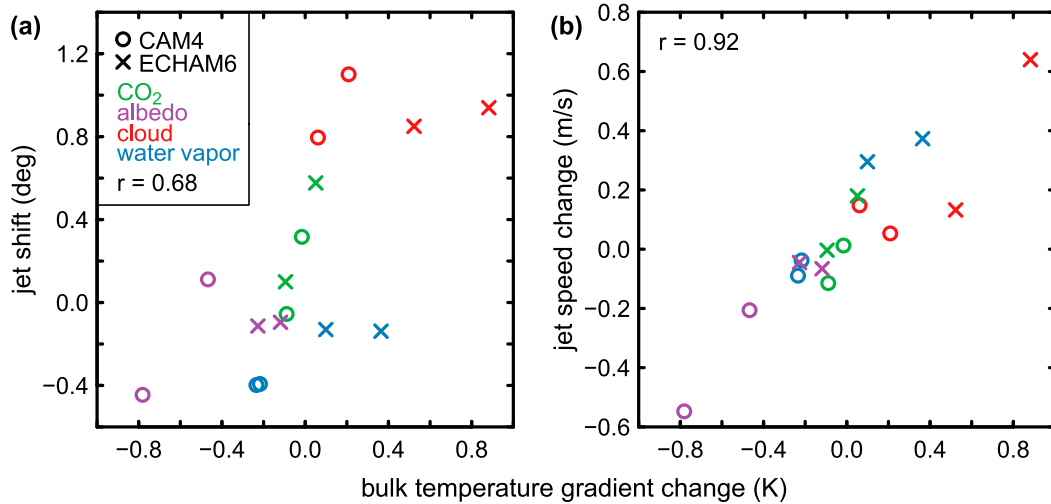 (a)
CAM4
ECHAM6
CO₂
albedo
cloud
water vapor
r = 0.68
jet shift (deg)
1.2
0.8
0.4
0.0
−0.4
−0.8 −0.4 0.0 0.4 0.8
(b)
r = 0.92
jet speed change (m/s)
0.8
0.6
0.4
0.2
0.0
−0.2
−0.4
−0.6
−0.8 −0.4 0.0 0.4 0.8
bulk temperature gradient change (K)